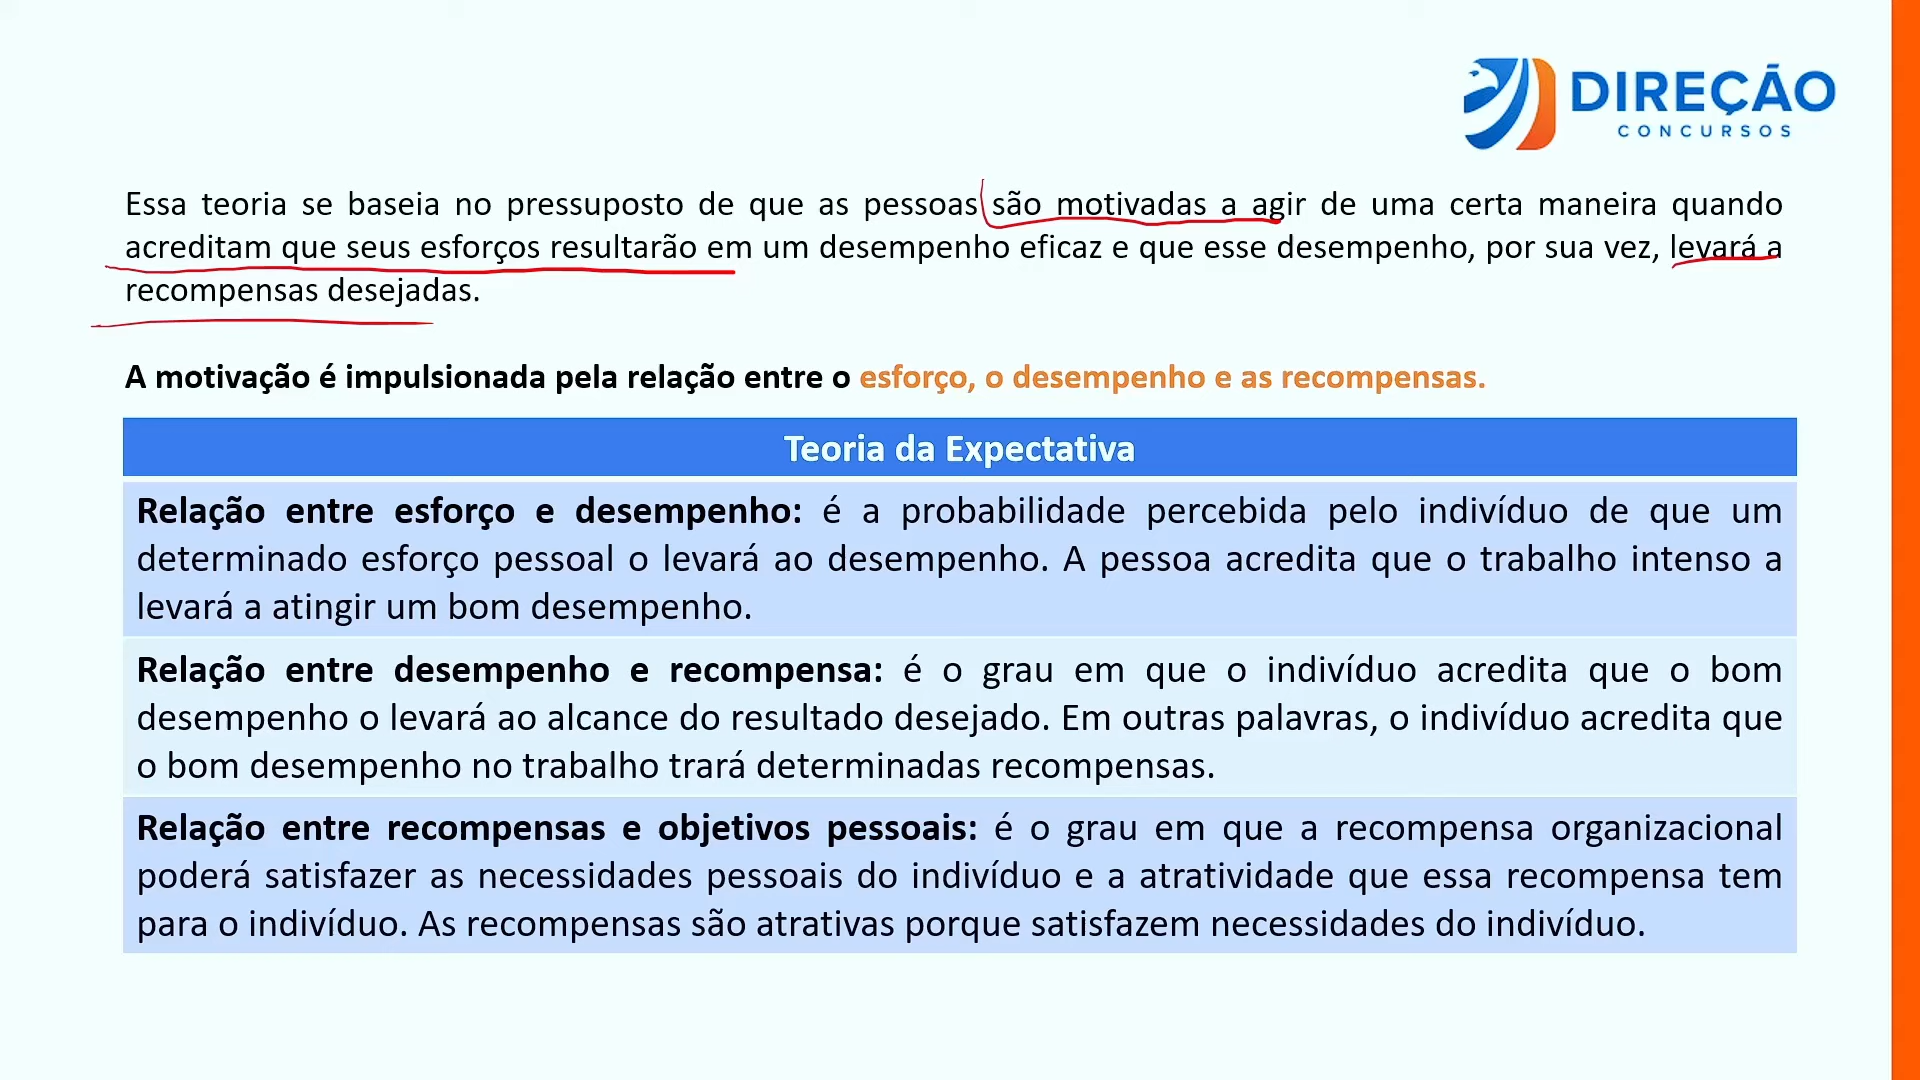 DIREÇÃO
CONCURSOS
Essa teoria se baseia no pressuposto de que as pessoas são motivadas a agir de uma certa maneira quando
acreditam que seus esforços resultarão em um desempenho eficaz e que esse desempenho, por sua vez, levará a
recompensas desejadas.
A motivação é impulsionada pela relação entre o esforço, o desempenho e as recompensas.
Teoria da Expectativa
Relação entre esforço e desempenho: é a probabilidade percebida pelo indivíduo de que um
determinado esforço pessoal o levará ao desempenho. A pessoa acredita que o trabalho intenso a
levará a atingir um bom desempenho.
Relação entre desempenho e recompensa: é o grau em que o indivíduo acredita que o bom
desempenho o levará ao alcance do resultado desejado. Em outras palavras, o indivíduo acredita que
o bom desempenho no trabalho trará determinadas recompensas.
Relação entre recompensas e objetivos pessoais: é o grau em que a recompensa organizacional
poderá satisfazer as necessidades pessoais do indivíduo e a atratividade que essa recompensa tem
para o indivíduo. As recompensas são atrativas porque satisfazem necessidades do indivíduo.